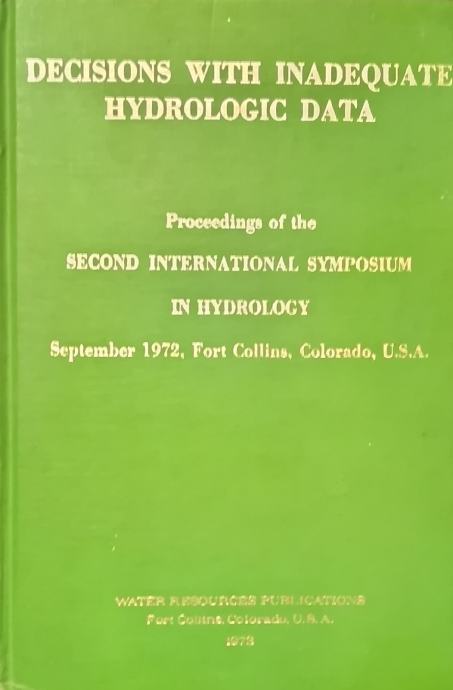 DECISIONS WITH INADEQUATE
HYDROLOGIC DATA
Proceedings of the
SECOND INTERNATIONAL SYMPOSIUM
IN HYDROLOGY
September 1972, Fort Collins, Colorado, U.S.A.
WATER RESOURCES PUBLICATIONS
Fort Collins, Colorado, U.S.A.
1973